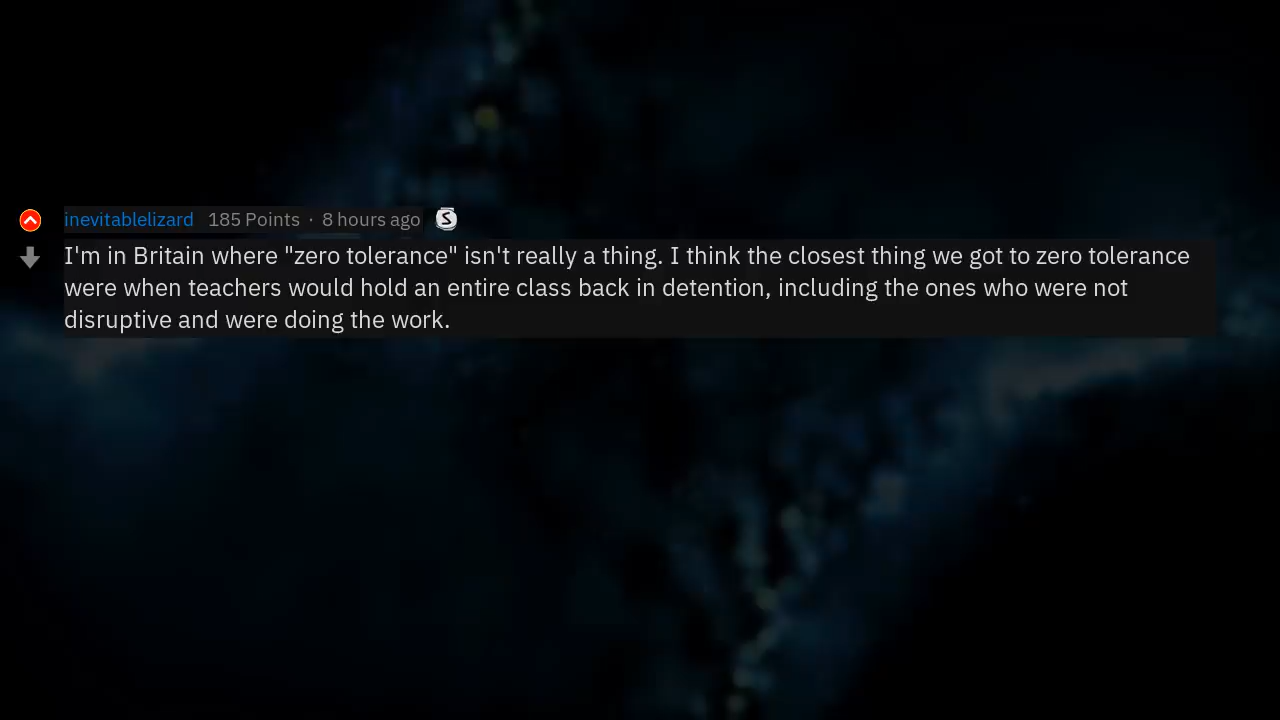 inevitablelizard 185 Points · 8 hours ago S
I'm in Britain where "zero tolerance" isn't really a thing. I think the closest thing we got to zero tolerance
were when teachers would hold an entire class back in detention, including the ones who were not
disruptive and were doing the work.